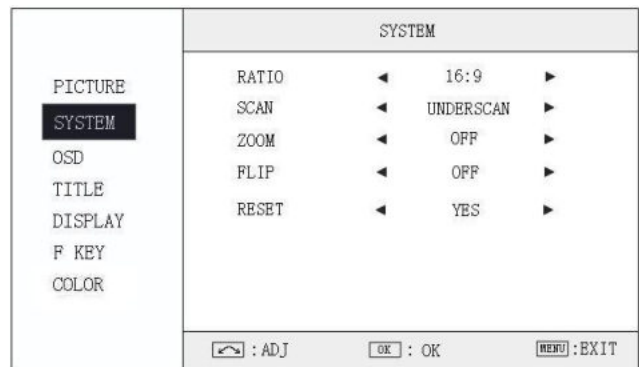 SYSTEM
PICTURE
SYSTEM
OSD
TITLE
DISPLAY
F KEY
COLOR
RATIO ◀ 16:9 ▶
SCAN ◀ UNDERSCAN ▶
ZOOM ◀ OFF ▶
FLIP ◀ OFF ▶
RESET ◀ YES ▶
:ADJ OK : OK MENU :EXIT